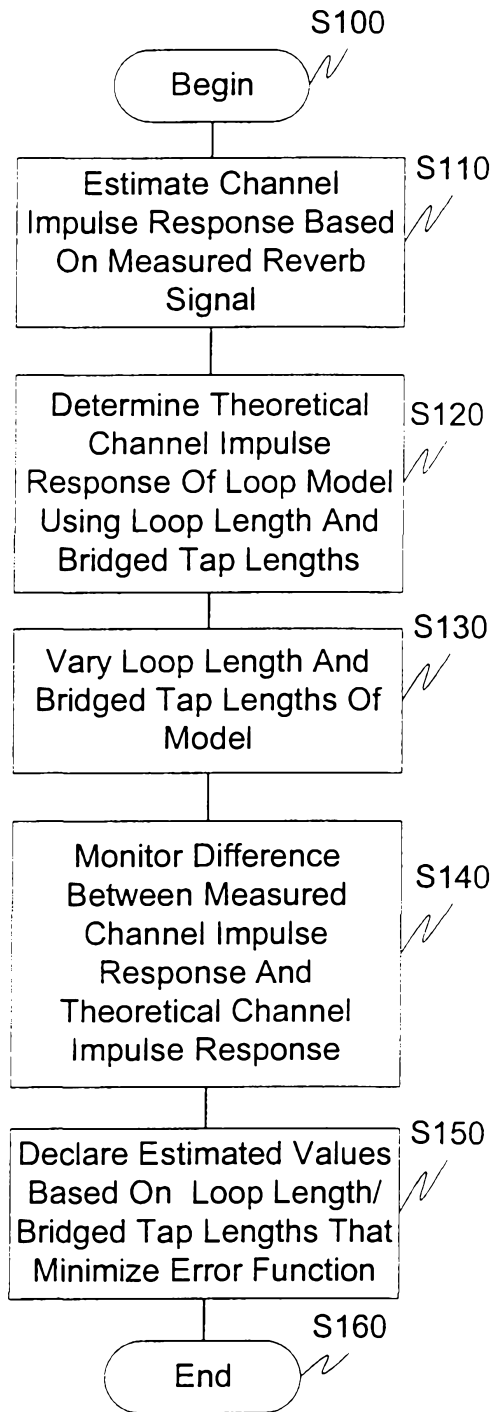 S100
Begin
S110
Estimate Channel
Impulse Response Based
On Measured Reverb
Signal
S120
Determine Theoretical
Channel Impulse
Response Of Loop Model
Using Loop Length And
Bridged Tap Lengths
S130
Vary Loop Length And
Bridged Tap Lengths Of
Model
S140
Monitor Difference
Between Measured
Channel Impulse
Response And
Theoretical Channel
Impulse Response
S150
Declare Estimated Values
Based On Loop Length/
Bridged Tap Lengths That
Minimize Error Function
S160
End